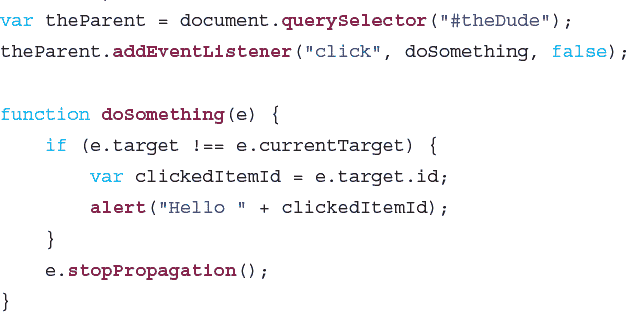 var theParent = document.querySelector("#theDude");
theParent.addEventListener("click", doSomething, false);
function doSomething(e) {
    if (e.target !== e.currentTarget) {
        var clickedItemId = e.target.id;
        alert("Hello " + clickedItemId);
    }
    e.stopPropagation();
}